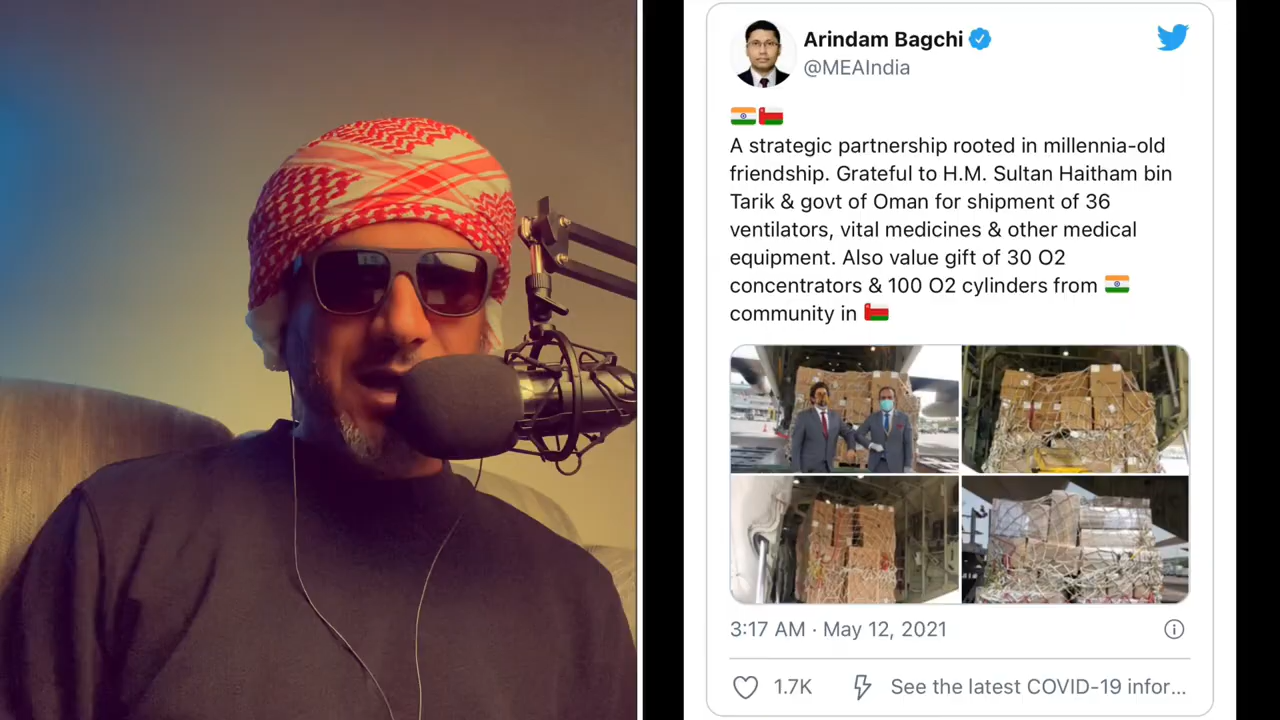 Arindam Bagchi
@MEAIndia
A strategic partnership rooted in millennia-old
friendship. Grateful to H.M. Sultan Haitham bin
Tarik & govt of Oman for shipment of 36
ventilators, vital medicines & other medical
equipment. Also value gift of 30 O2
concentrators & 100 O2 cylinders from
community in
3:17 AM · May 12, 2021
1.7K
See the latest COVID-19 infor...